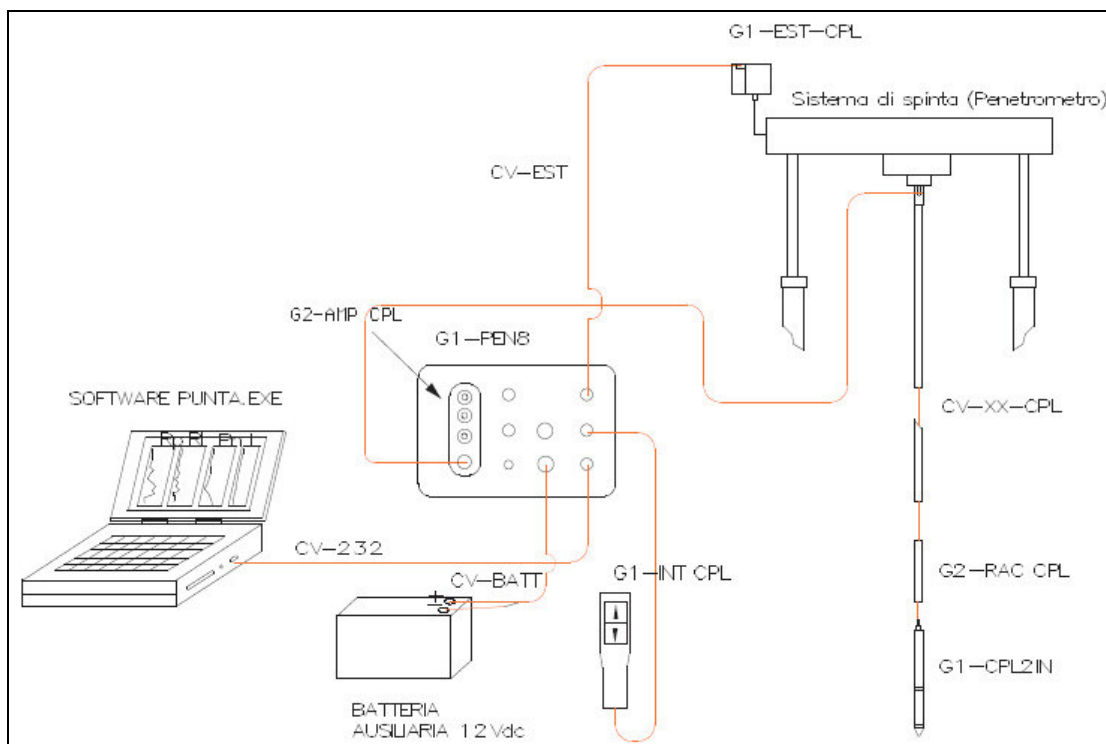 G1-EST-CPL
Sistema di spinta (Penetrometro)
CV-EST
G2-AMP CPL
G1-PEN8
SOFTWARE PUNTA.EXE
CV-XX-CPL
CV-232
CV-BATT
G1-INT CPL
G2-RAC CPL
G1-CPL2IN
BATTERIA
AUSILIARIA 12Vdc